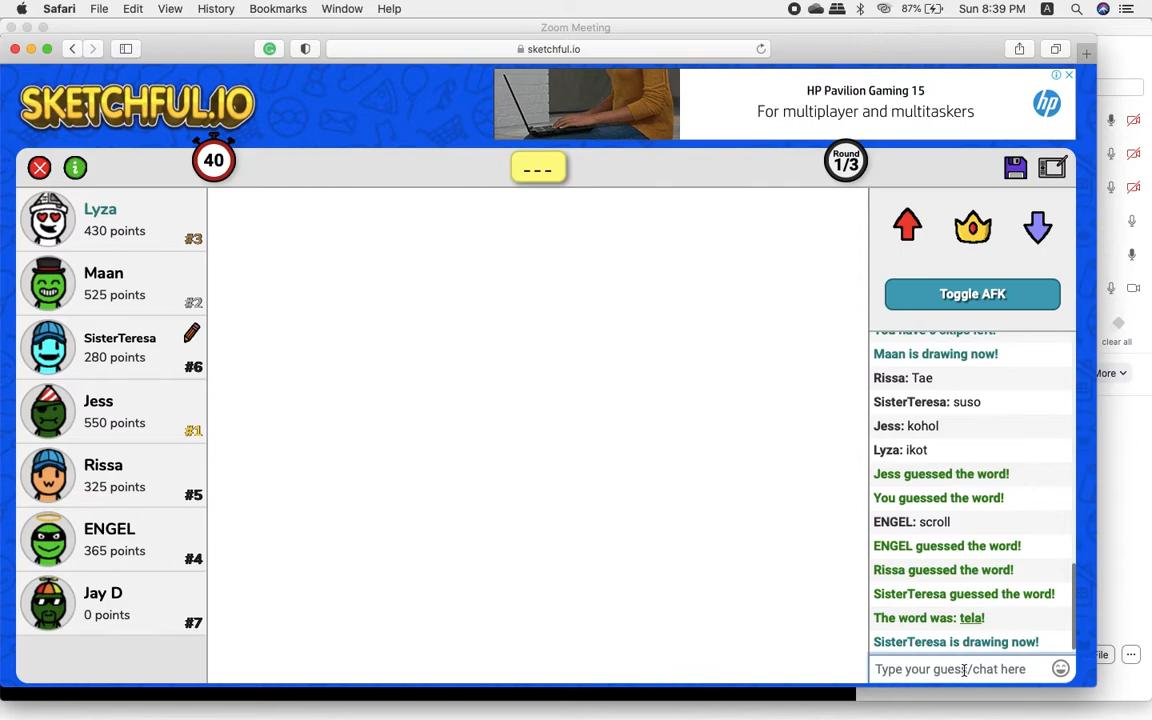 Safari File Edit View History Bookmarks Window Help 87% Sun 8:39 PM A
Zoom Meeting
sketchful.io
SKETCHFUL.IO
HP Pavilion Gaming 15
For multiplayer and multitaskers
hp
40
_ _ _
Round
1/3
Lyza
430 points
#3
Maan
525 points
#2
SisterTeresa
280 points
#6
Jess
550 points
#1
Rissa
325 points
#5
ENGEL
365 points
#4
Jay D
0 points
#7
Toggle AFK
Maan is drawing now!
Rissa: Tae
SisterTeresa: suso
Jess: kohol
Lyza: ikot
Jess guessed the word!
You guessed the word!
ENGEL: scroll
ENGEL guessed the word!
Rissa guessed the word!
SisterTeresa guessed the word!
The word was: tela!
SisterTeresa is drawing now!
Type your guess/chat here
clear all
More
File